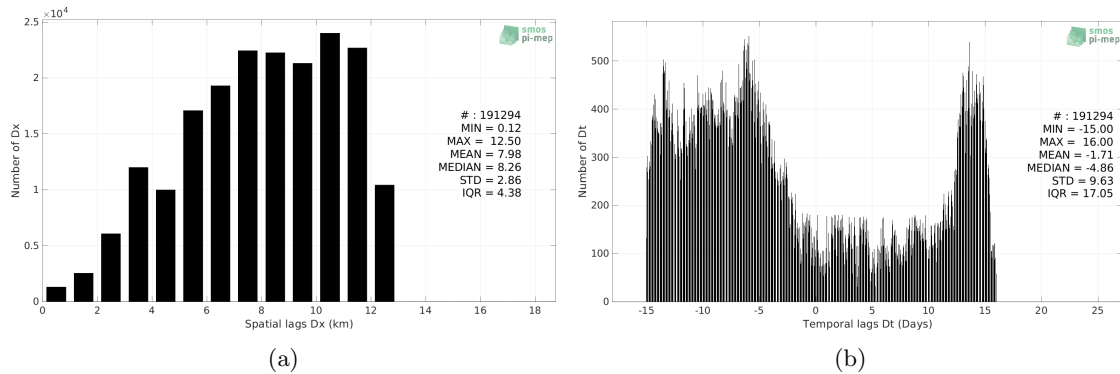 2.5 ×10⁴
2
1.5
1
0.5
0
Number of Dx
0 2 4 6 8 10 12 14 16 18
Spatial lags Dx (km)
smos
pi-mep
# : 191294
MIN = 0.12
MAX = 12.50
MEAN = 7.98
MEDIAN = 8.26
STD = 2.86
IQR = 4.38
(a)
500
400
300
200
100
0
Number of Dt
-15 -10 -5 0 5 10 15 20 25
Temporal lags Dt (Days)
smos
pi-mep
# : 191294
MIN = -15.00
MAX = 16.00
MEAN = -1.71
MEDIAN = -4.86
STD = 9.63
IQR = 17.05
(b)